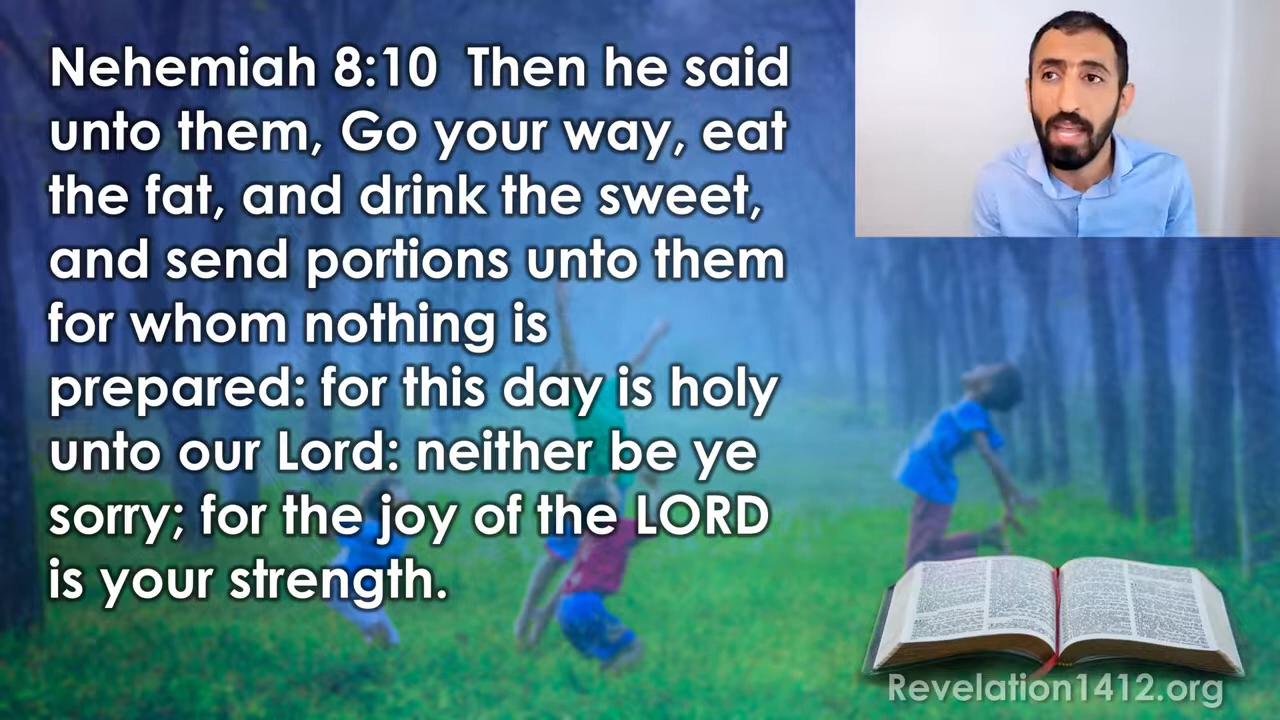 Nehemiah 8:10  Then he said
unto them, Go your way, eat
the fat, and drink the sweet,
and send portions unto them
for whom nothing is
prepared: for this day is holy
unto our Lord: neither be ye
sorry; for the joy of the LORD
is your strength.
Revelation1412.org